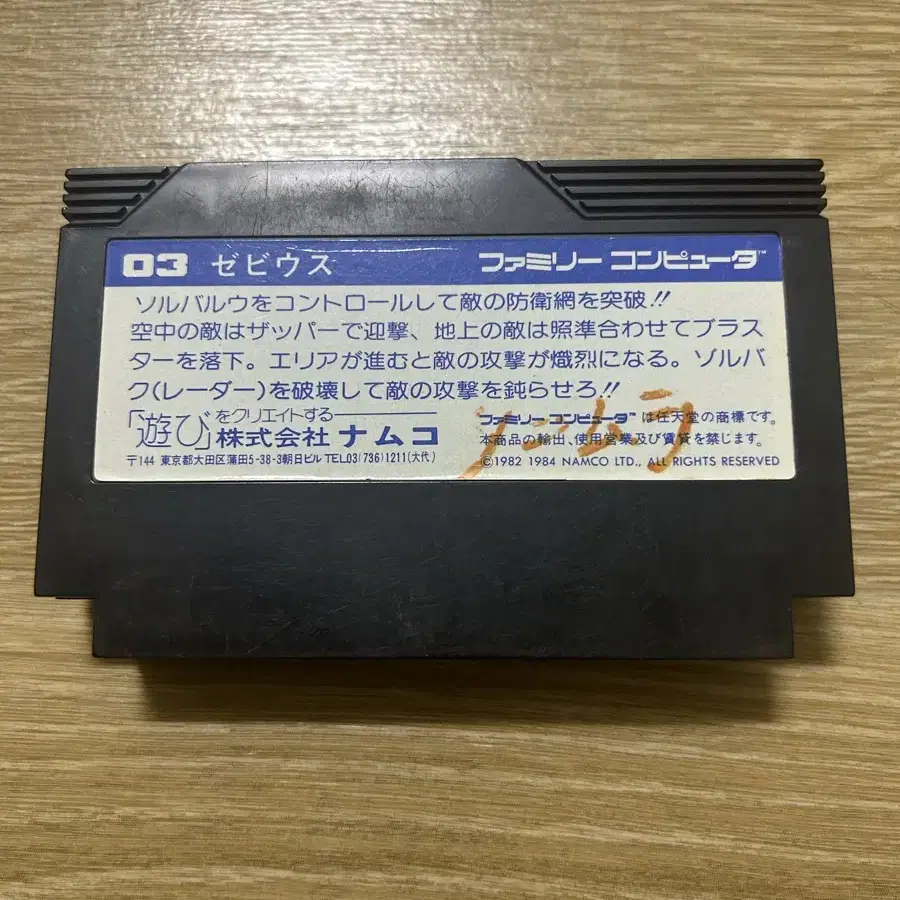 03 ゼビウス ファミリー コンピュータ™
ソルバルウをコントロールして敵の防衛網を突破!!
空中の敵はザッパーで迎撃、地上の敵は照準合わせてブラス
ターを落下。エリアが進むと敵の攻撃が熾烈になる。ゾルバ
ク(レーダー)を破壊して敵の攻撃を鈍らせろ!!
「遊び」をクリエイトする
株式会社 ナムコ
〒144 東京都大田区蒲田5-38-3朝日ビル TEL03(736)1211(大代)
ファミリー コンピュータ™ は任天堂の商標です。
本商品の輸出、使用営業及び賃貸を禁じます。
©1982 1984 NAMCO LTD., ALL RIGHTS RESERVED